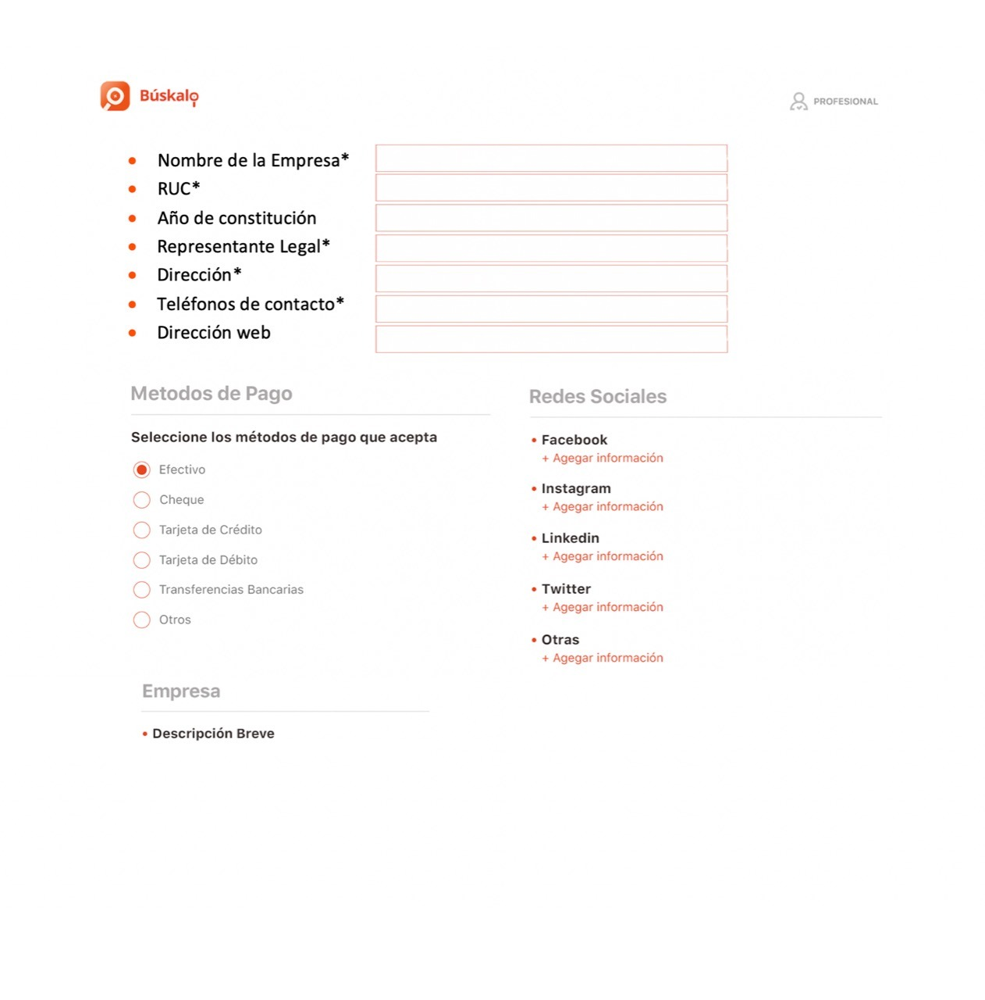 Búskalo
PROFESIONAL
• Nombre de la Empresa*
• RUC*
• Año de constitución
• Representante Legal*
• Dirección*
• Teléfonos de contacto*
• Dirección web
Metodos de Pago
Seleccione los métodos de pago que acepta
Efectivo
Cheque
Tarjeta de Crédito
Tarjeta de Débito
Transferencias Bancarias
Otros
Redes Sociales
• Facebook
+ Agegar información
• Instagram
+ Agegar información
• Linkedin
+ Agegar información
• Twitter
+ Agegar información
• Otras
+ Agegar información
Empresa
• Descripción Breve